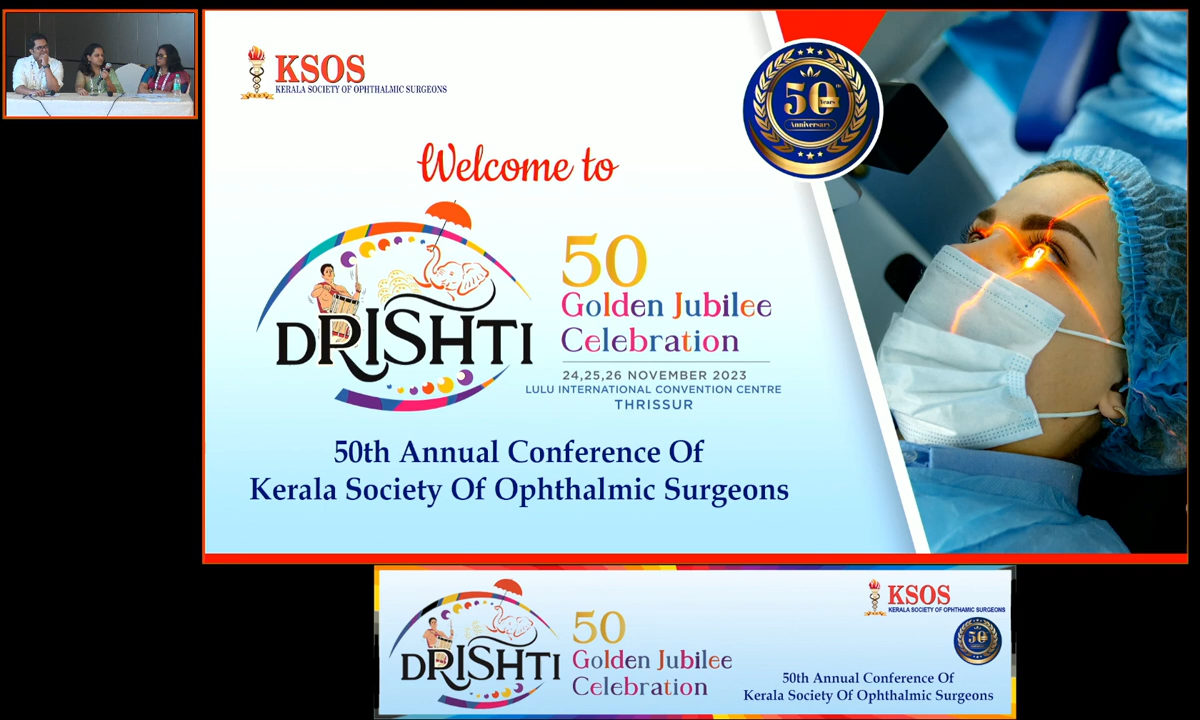 KSOS
KERALA SOCIETY OF OPHTHALMIC SURGEONS
50th
Years
Anniversary
Welcome to
DRISHTI
50
Golden Jubilee
Celebration
24,25,26 NOVEMBER 2023
LULU INTERNATIONAL CONVENTION CENTRE
THRISSUR
50th Annual Conference Of
Kerala Society Of Ophthalmic Surgeons
DRISHTI
50
Golden Jubilee
Celebration
KSOS
KERALA SOCIETY OF OPHTHAMIC SURGEONS
50
50th Annual Conference Of
Kerala Society Of Ophthalmic Surgeons